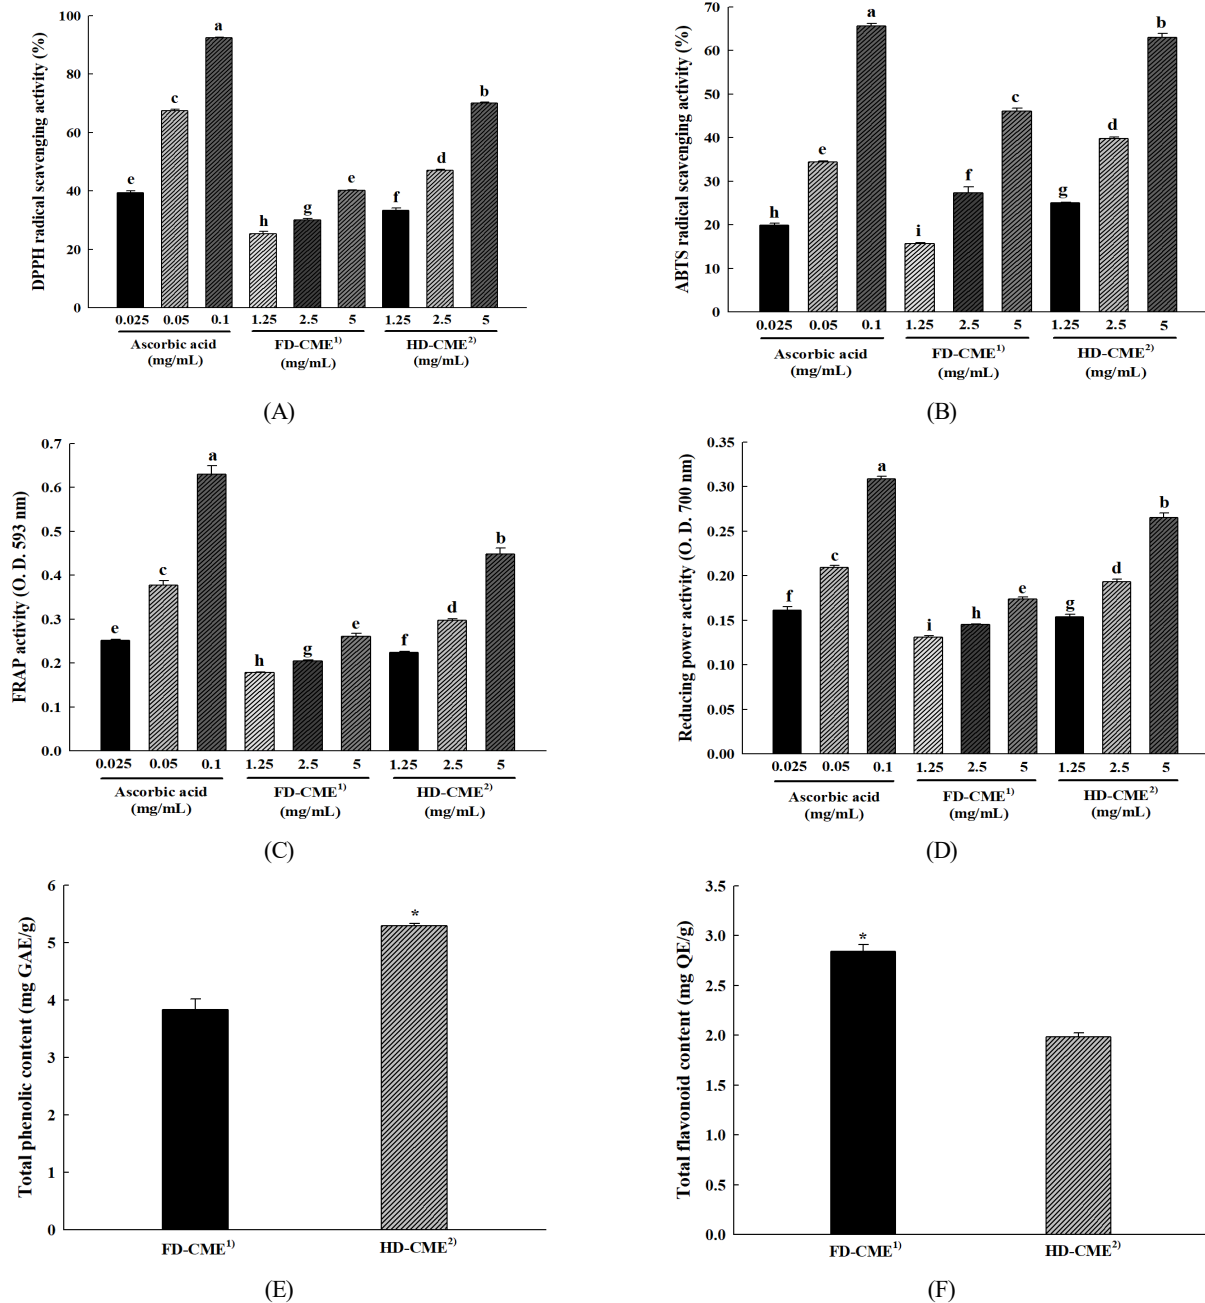 DPPH radical scavenging activity (%)
100
80
60
40
20
0
e
c
a
h
g
e
f
d
b
0.025 0.05 0.1 1.25 2.5 5 1.25 2.5 5
Ascorbic acid FD-CME1) HD-CME2)
(mg/mL) (mg/mL) (mg/mL)
(A)
ABTS radical scavenging activity (%)
70
60
50
40
30
20
10
0
h
e
a
i
f
c
g
d
b
0.025 0.05 0.1 1.25 2.5 5 1.25 2.5 5
Ascorbic acid FD-CME1) HD-CME2)
(mg/mL) (mg/mL) (mg/mL)
(B)
FRAP activity (O. D. 593 nm)
0.7
0.6
0.5
0.4
0.3
0.2
0.1
0.0
e
c
a
h
g
e
f
d
b
0.025 0.05 0.1 1.25 2.5 5 1.25 2.5 5
Ascorbic acid FD-CME1) HD-CME2)
(mg/mL) (mg/mL) (mg/mL)
(C)
Reducing power activity (O. D. 700 nm)
0.35
0.30
0.25
0.20
0.15
0.10
0.05
0.00
f
c
a
i
h
e
g
d
b
0.025 0.05 0.1 1.25 2.5 5 1.25 2.5 5
Ascorbic acid FD-CME1) HD-CME2)
(mg/mL) (mg/mL) (mg/mL)
(D)
Total phenolic content (mg GAE/g)
6
5
4
3
2
1
0
*
FD-CME1) HD-CME2)
(E)
Total flavonoid content (mg QE/g)
3.5
3.0
2.5
2.0
1.5
1.0
0.5
0.0
*
FD-CME1) HD-CME2)
(F)